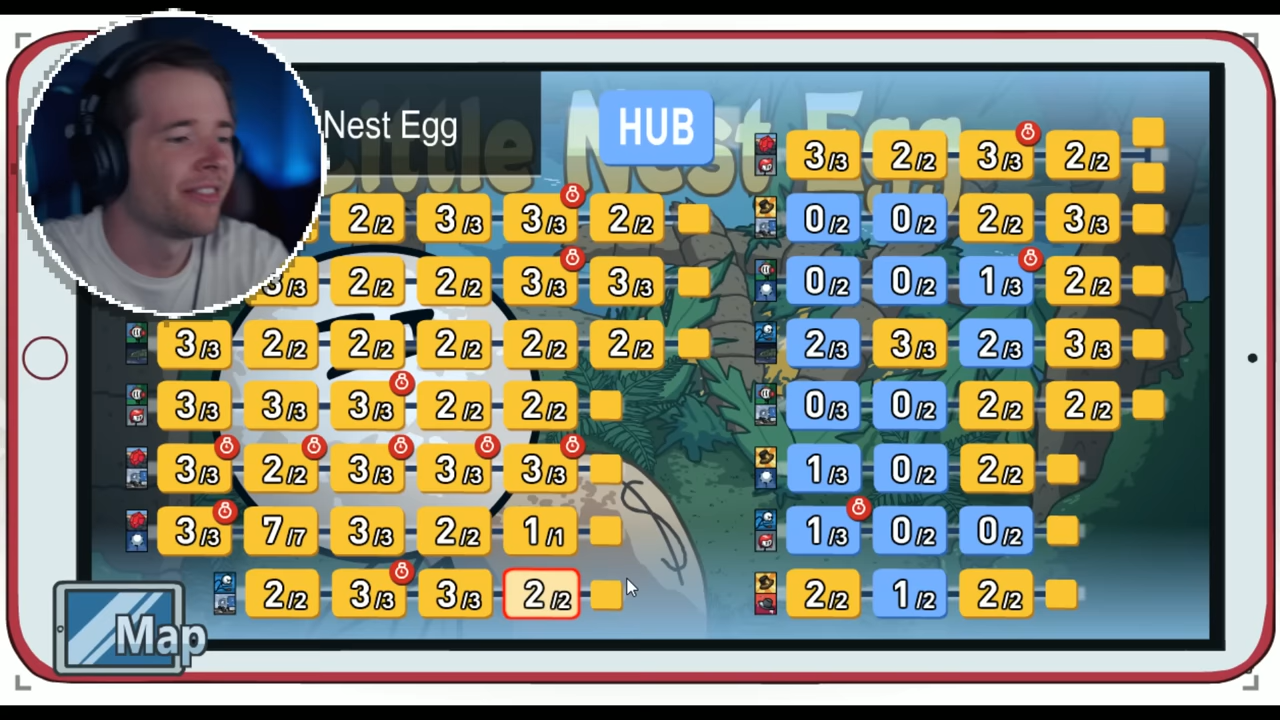 Little Nest Egg
Nest Egg
HUB
3/3 2/2 3/3 2/2
2/2 3/3 3/3 2/2
0/2 0/2 2/2 3/3
3/3 2/2 2/2 3/3 3/3
0/2 0/2 1/3 2/2
3/3 2/2 2/2 2/2 2/2 2/2
2/3 3/3 2/3 3/3
3/3 3/3 3/3 2/2 2/2
0/3 0/2 2/2 2/2
3/3 2/2 3/3 3/3 3/3
1/3 0/2 2/2
3/3 7/7 3/3 2/2 1/1
1/3 0/2 0/2
2/2 3/3 3/3 2/2
2/2 1/2 2/2
Map